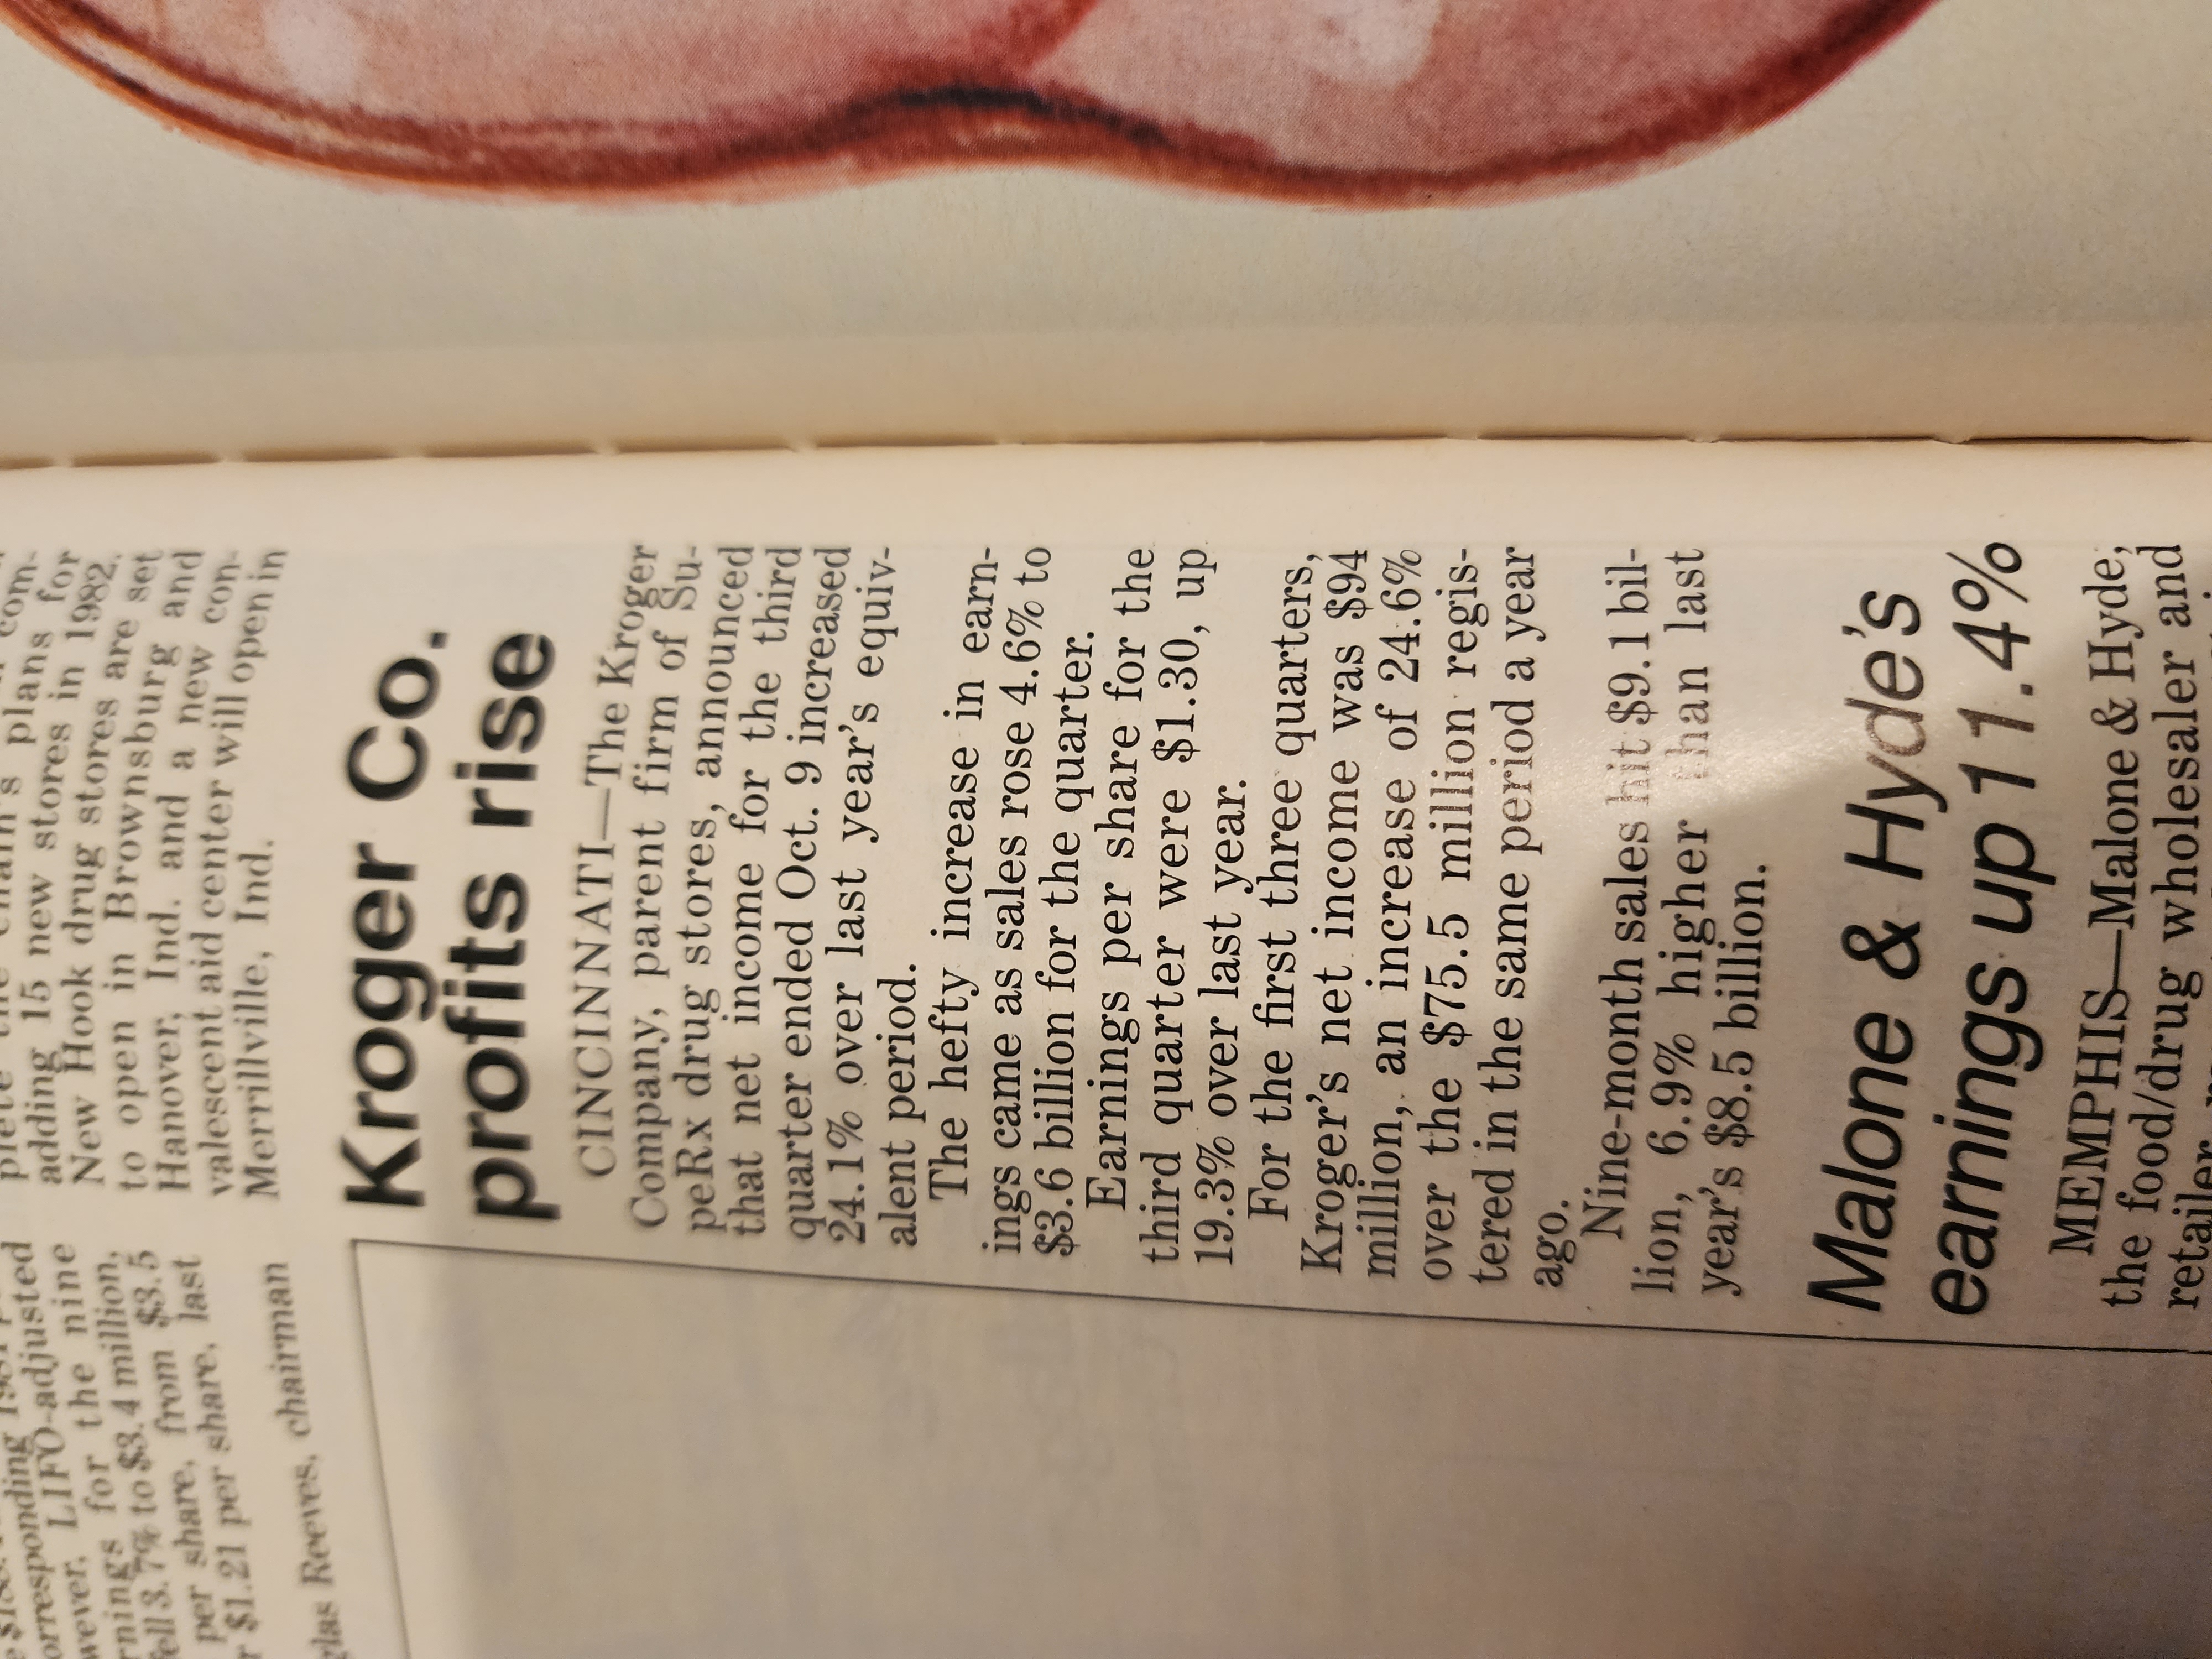 orresponding
LIFO-adjusted
for the nine
fell 3.7% to $3.4 million,
per share, from $3.5
$1.21 per share, last
Reeves, chairman
plans for
adding 15 new stores in 1982.
New Hook drug stores are set
to open in Brownsburg and
Hanover, Ind. and a new con-
valescent aid center will open in
Merrillville, Ind.
Kroger Co.
profits rise
CINCINNATI—The Kroger
Company, parent firm of Su-
peRx drug stores, announced
that net income for the third
quarter ended Oct. 9 increased
24.1% over last year's equiv-
alent period.
The hefty increase in earn-
ings came as sales rose 4.6% to
$3.6 billion for the quarter.
Earnings per share for the
third quarter were $1.30, up
19.3% over last year.
For the first three quarters,
Kroger's net income was $94
million, an increase of 24.6%
over the $75.5 million regis-
tered in the same period a year
ago.
Nine-month sales hit $9.1 bil-
lion, 6.9% higher than last
year's $8.5 billion.
Malone & Hyde's
earnings up 11.4%
MEMPHIS—Malone & Hyde,
the food/drug wholesaler and